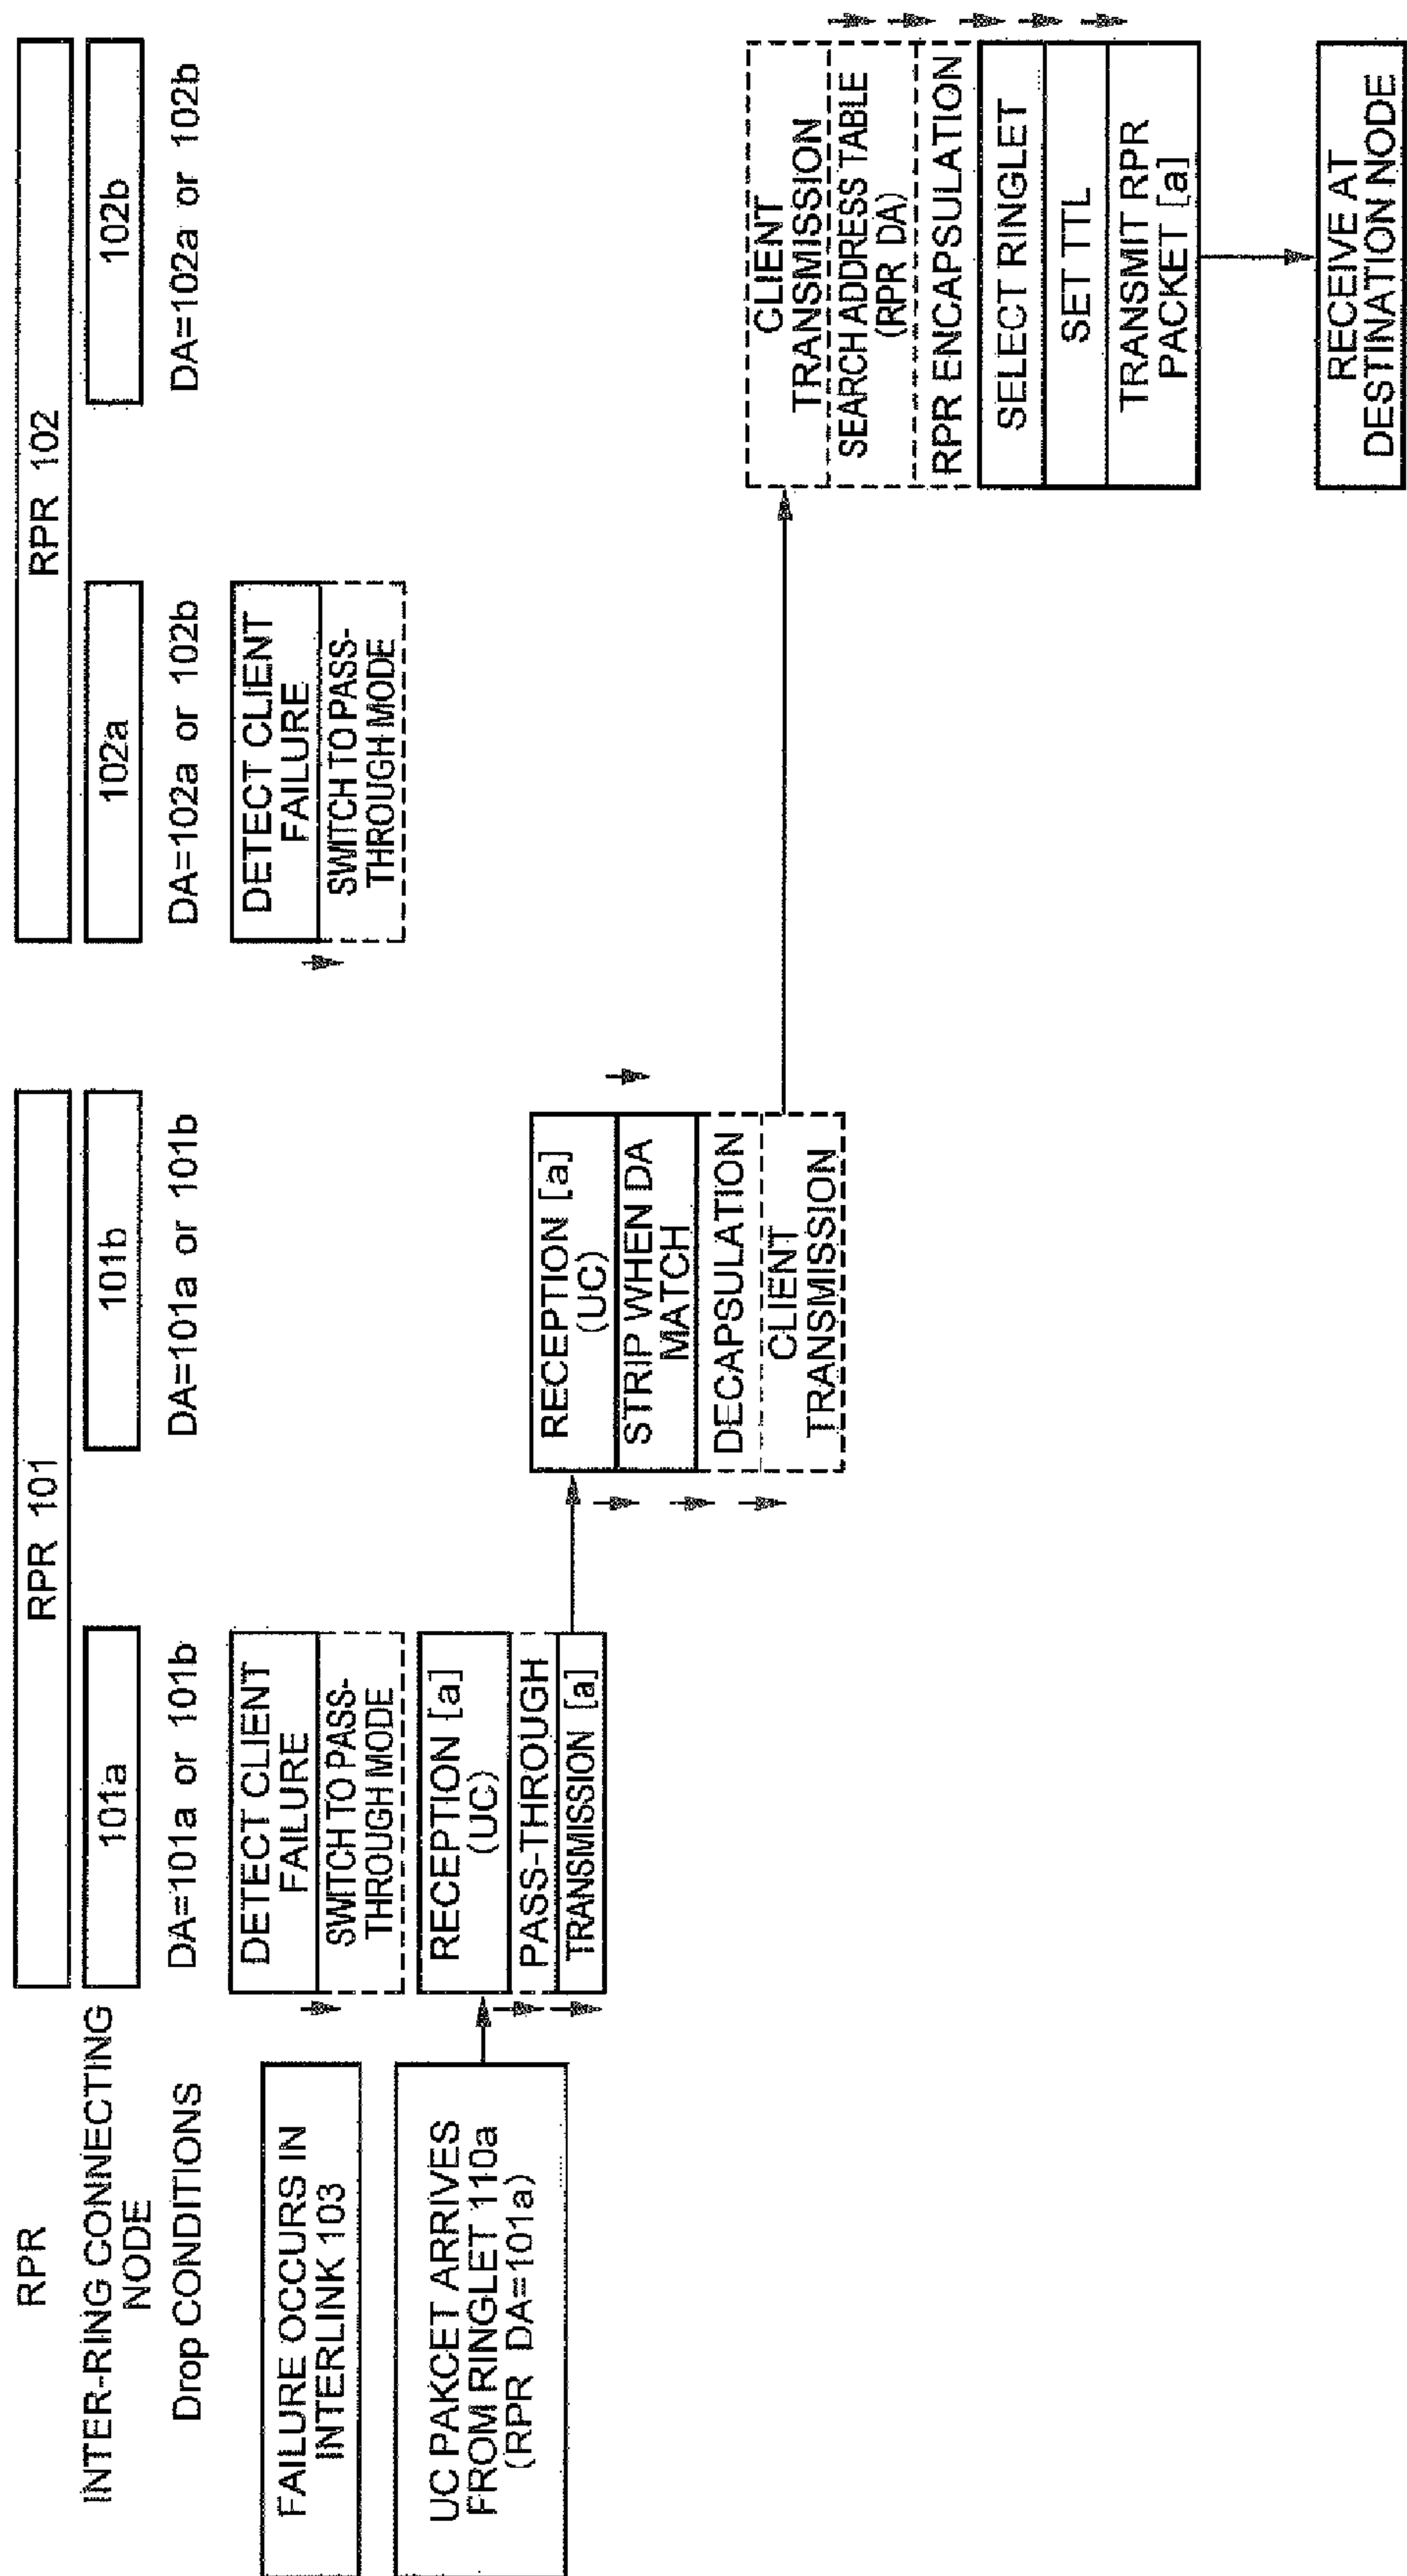 RPR
RPR 101
RPR 102
INTER-RING CONNECTING
NODE
101a
101b
102a
102b
Drop CONDITIONS
DA=101a or 101b
DA=101a or 101b
DA=102a or 102b
DA=102a or 102b
FAILURE OCCURS IN
INTERLINK 103
DETECT CLIENT
FAILURE
SWITCH TO PASS-
THROUGH MODE
DETECT CLIENT
FAILURE
SWITCH TO PASS-
THROUGH MODE
UC PAKCET ARRIVES
FROM RINGLET 110a
(RPR DA=101a)
RECEPTION [a]
(UC)
PASS-THROUGH
TRANSMISSION [a]
RECEPTION [a]
(UC)
STRIP WHEN DA
MATCH
DECAPSULATION
CLIENT
TRANSMISSION
CLIENT
TRANSMISSION
SEARCH ADDRESS TABLE
(RPR DA)
RPR ENCAPSULATION
SELECT RINGLET
SET TTL
TRANSMIT RPR
PACKET [a]
RECEIVE AT
DESTINATION NODE